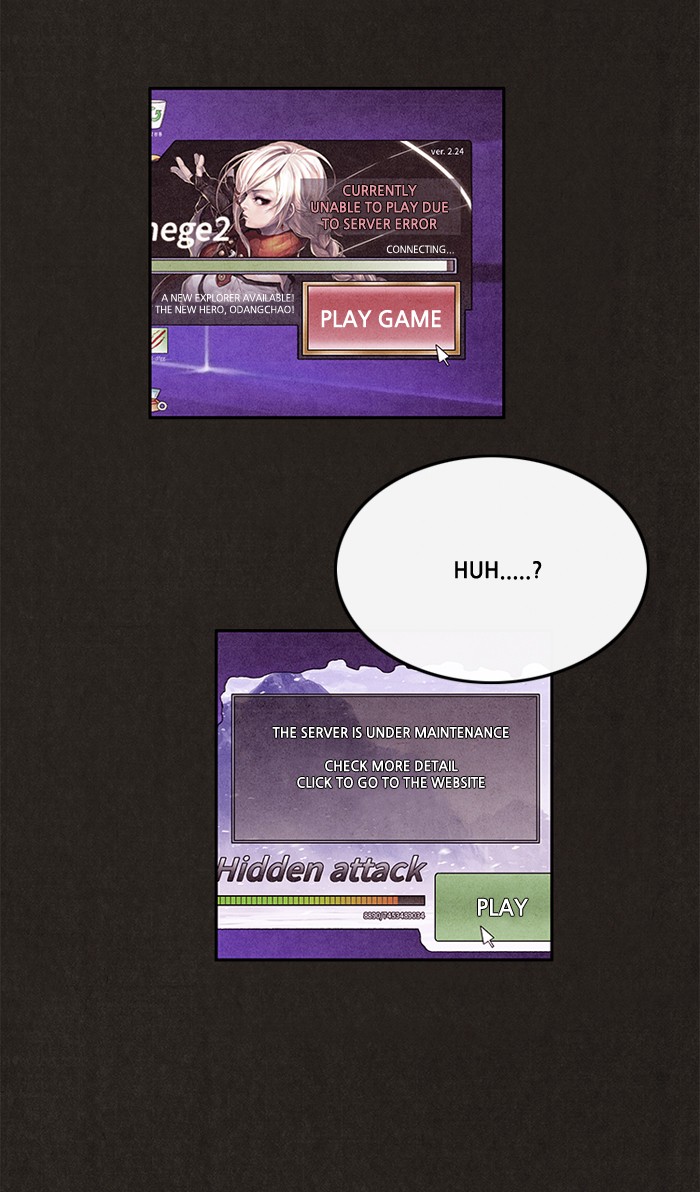 ver. 2.24
CURRENTLY
UNABLE TO PLAY DUE
TO SERVER ERROR
nege2
CONNECTING...
A NEW EXPLORER AVAILABLE!
THE NEW HERO, ODANGCHAO!
PLAY GAME
HUH.....?
THE SERVER IS UNDER MAINTENANCE
CHECK MORE DETAIL
CLICK TO GO TO THE WEBSITE
Hidden attack
PLAY